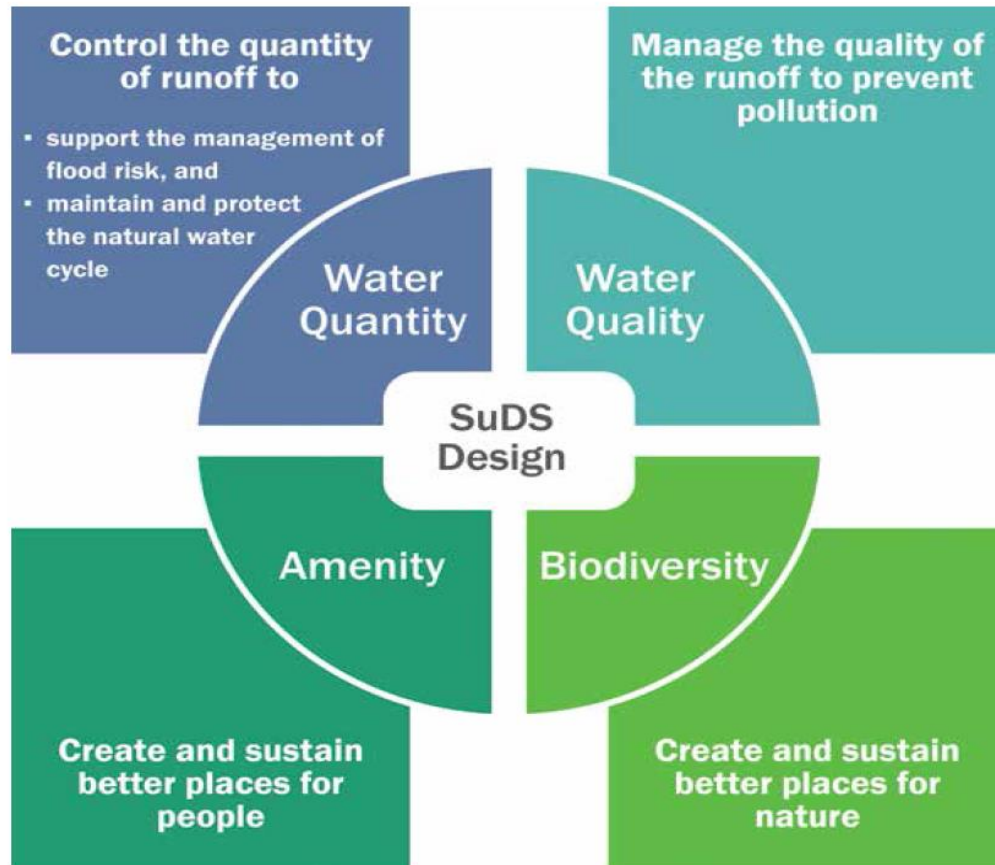 Control the quantity
of runoff to
▪ support the management of
flood risk, and
▪ maintain and protect
the natural water
cycle
Manage the quality of
the runoff to prevent
pollution
Water
Quantity
Water
Quality
SuDS
Design
Amenity
Biodiversity
Create and sustain
better places for
people
Create and sustain
better places for
nature